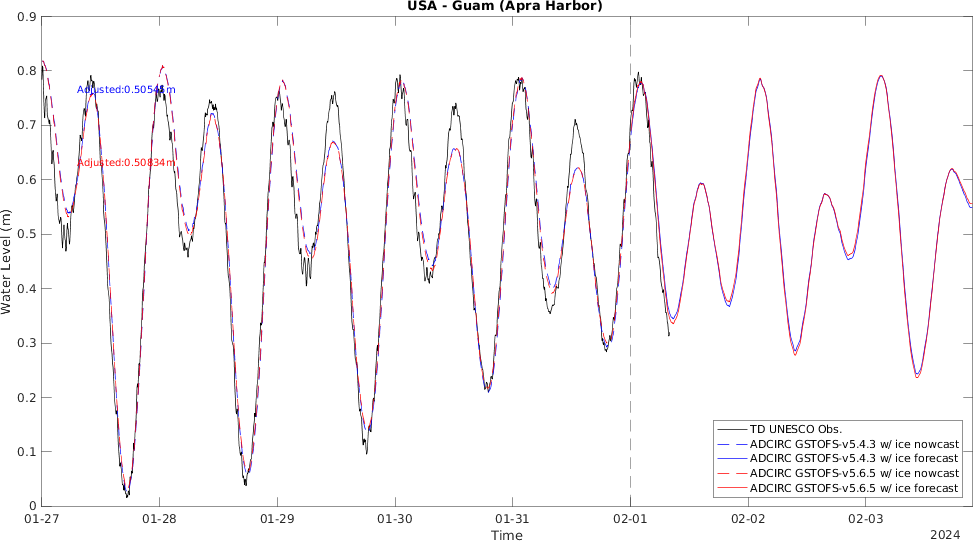 USA - Guam (Apra Harbor)
0.9
0.8
0.7
0.6
0.5
0.4
0.3
0.2
0.1
0
Water Level (m)
Adjusted:0.50545m
Adjusted:0.50834m
TD UNESCO Obs.
ADCIRC GSTOFS-v5.4.3 w/ ice nowcast
ADCIRC GSTOFS-v5.4.3 w/ ice forecast
ADCIRC GSTOFS-v5.6.5 w/ ice nowcast
ADCIRC GSTOFS-v5.6.5 w/ ice forecast
01-27 01-28 01-29 01-30 01-31 02-01 02-02 02-03
Time
2024